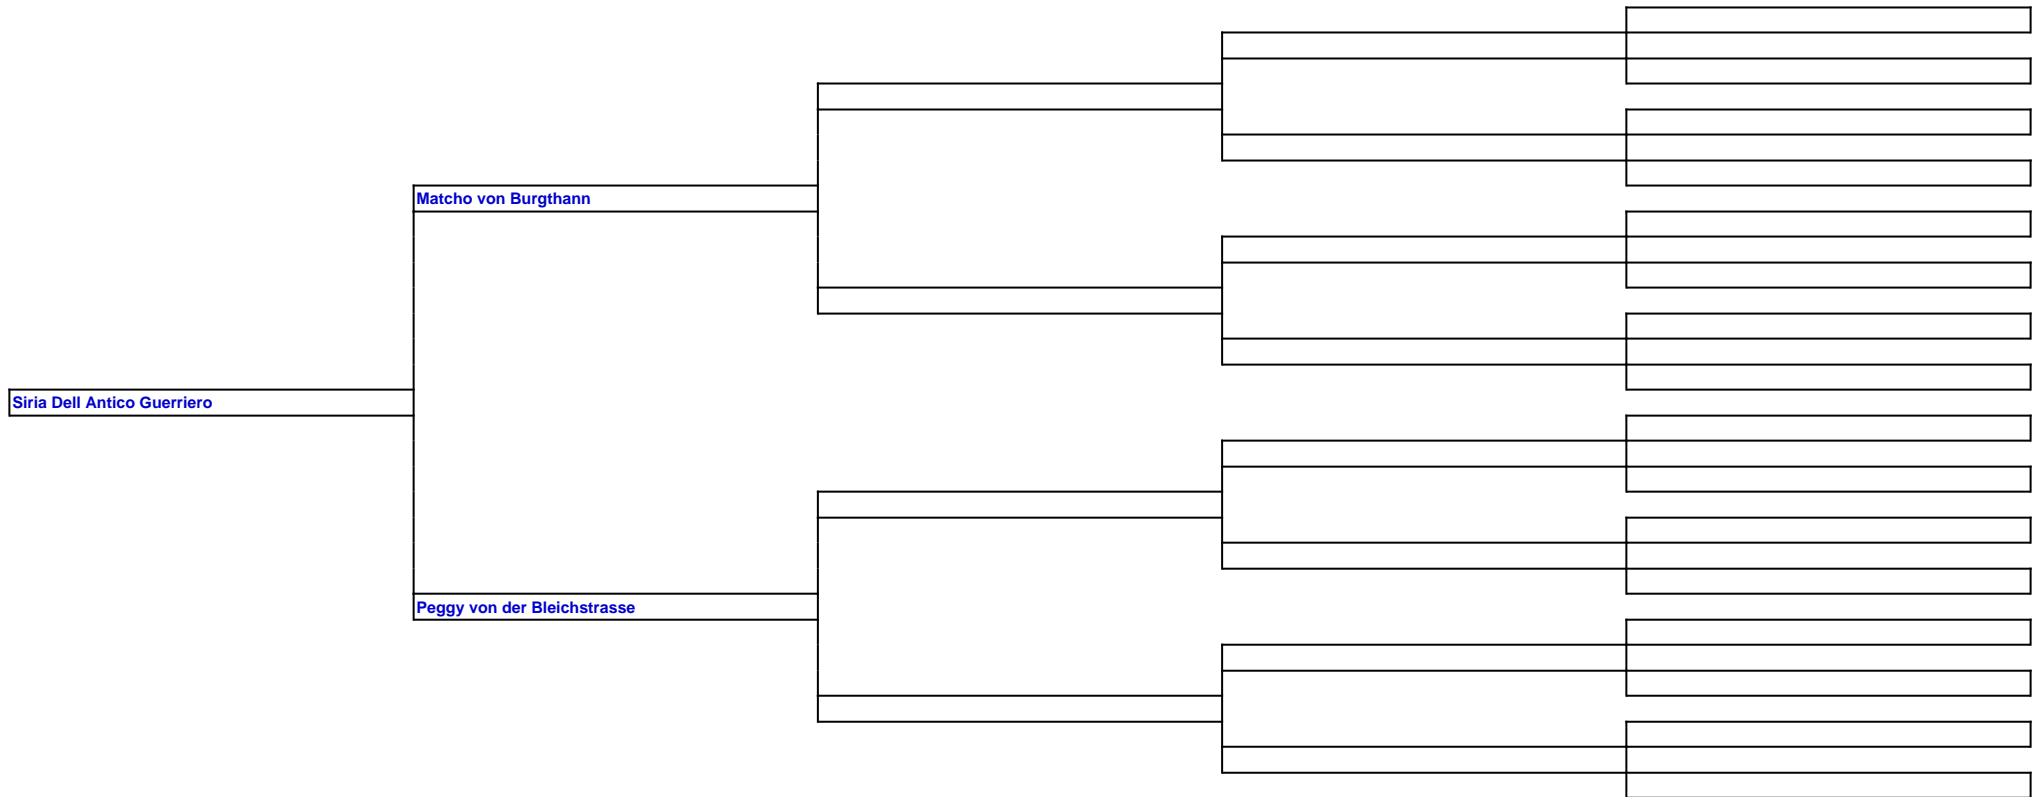 Matcho von Burgthann
Siria Dell Antico Guerriero
Peggy von der Bleichstrasse